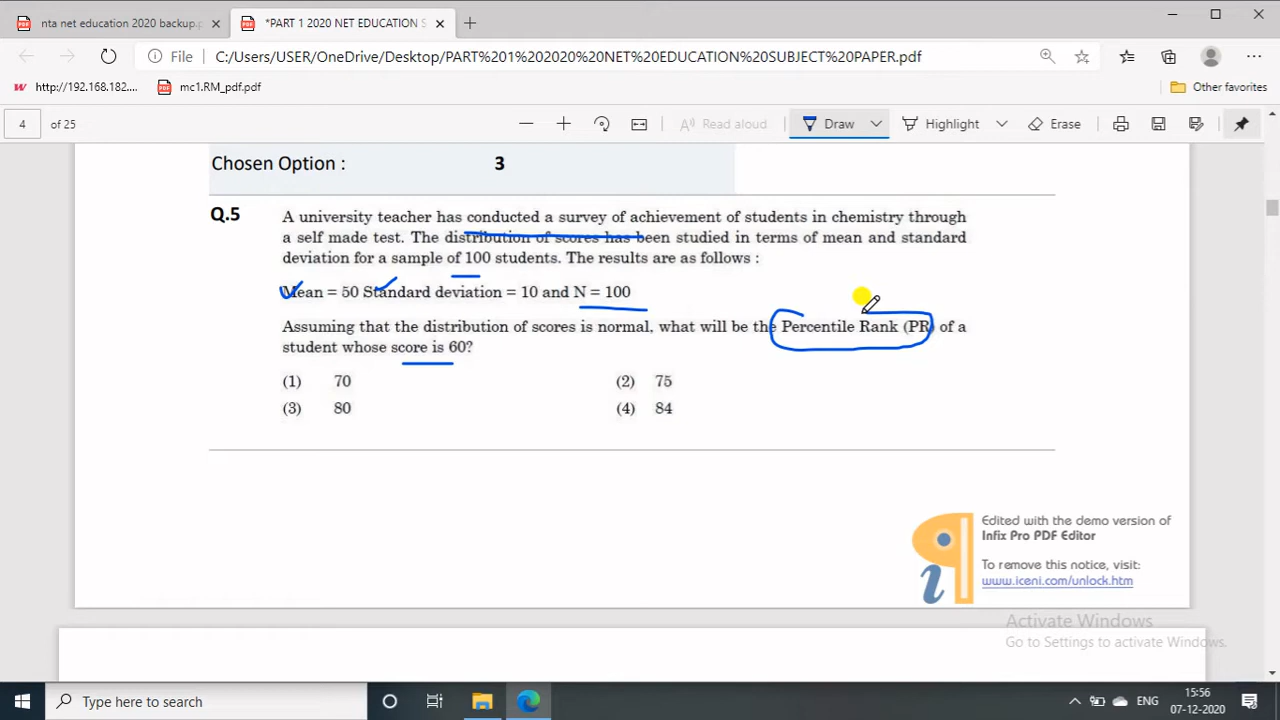 nta net education 2020 backup.p
*PART 1 2020 NET EDUCATION S
File
C:/Users/USER/OneDrive/Desktop/PART%201%202020%20NET%20EDUCATION%20SUBJECT%20PAPER.pdf
http://192.168.182....
mc1.RM_pdf.pdf
Other favorites
4 of 25
Read aloud
Draw
Highlight
Erase
Chosen Option : 3
Q.5 A university teacher has conducted a survey of achievement of students in chemistry through
a self made test. The distribution of scores has been studied in terms of mean and standard
deviation for a sample of 100 students. The results are as follows :
Mean = 50 Standard deviation = 10 and N = 100
Assuming that the distribution of scores is normal, what will be the Percentile Rank (PR) of a
student whose score is 60?
(1) 70 (2) 75
(3) 80 (4) 84
Edited with the demo version of
Infix Pro PDF Editor
To remove this notice, visit:
www.iceni.com/unlock.htm
Activate Windows
Go to Settings to activate Windows.
Type here to search
ENG
15:56
07-12-2020